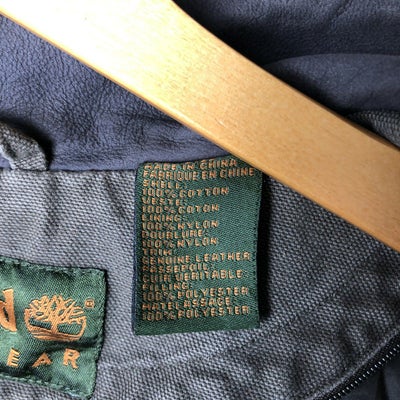 MADE IN CHINA
FABRIQUE EN CHINE
SHELL:
100% COTTON
VESTE:
100% COTON
LINING:
100% NYLON
DOUBLURE:
100% NYLON
TRIM:
GENUINE LEATHER
PASSEPOIL:
CUIR VERITABLE
FILLING:
100% POLYESTER
MATELASSAGE:
100% POLYESTER
EAR